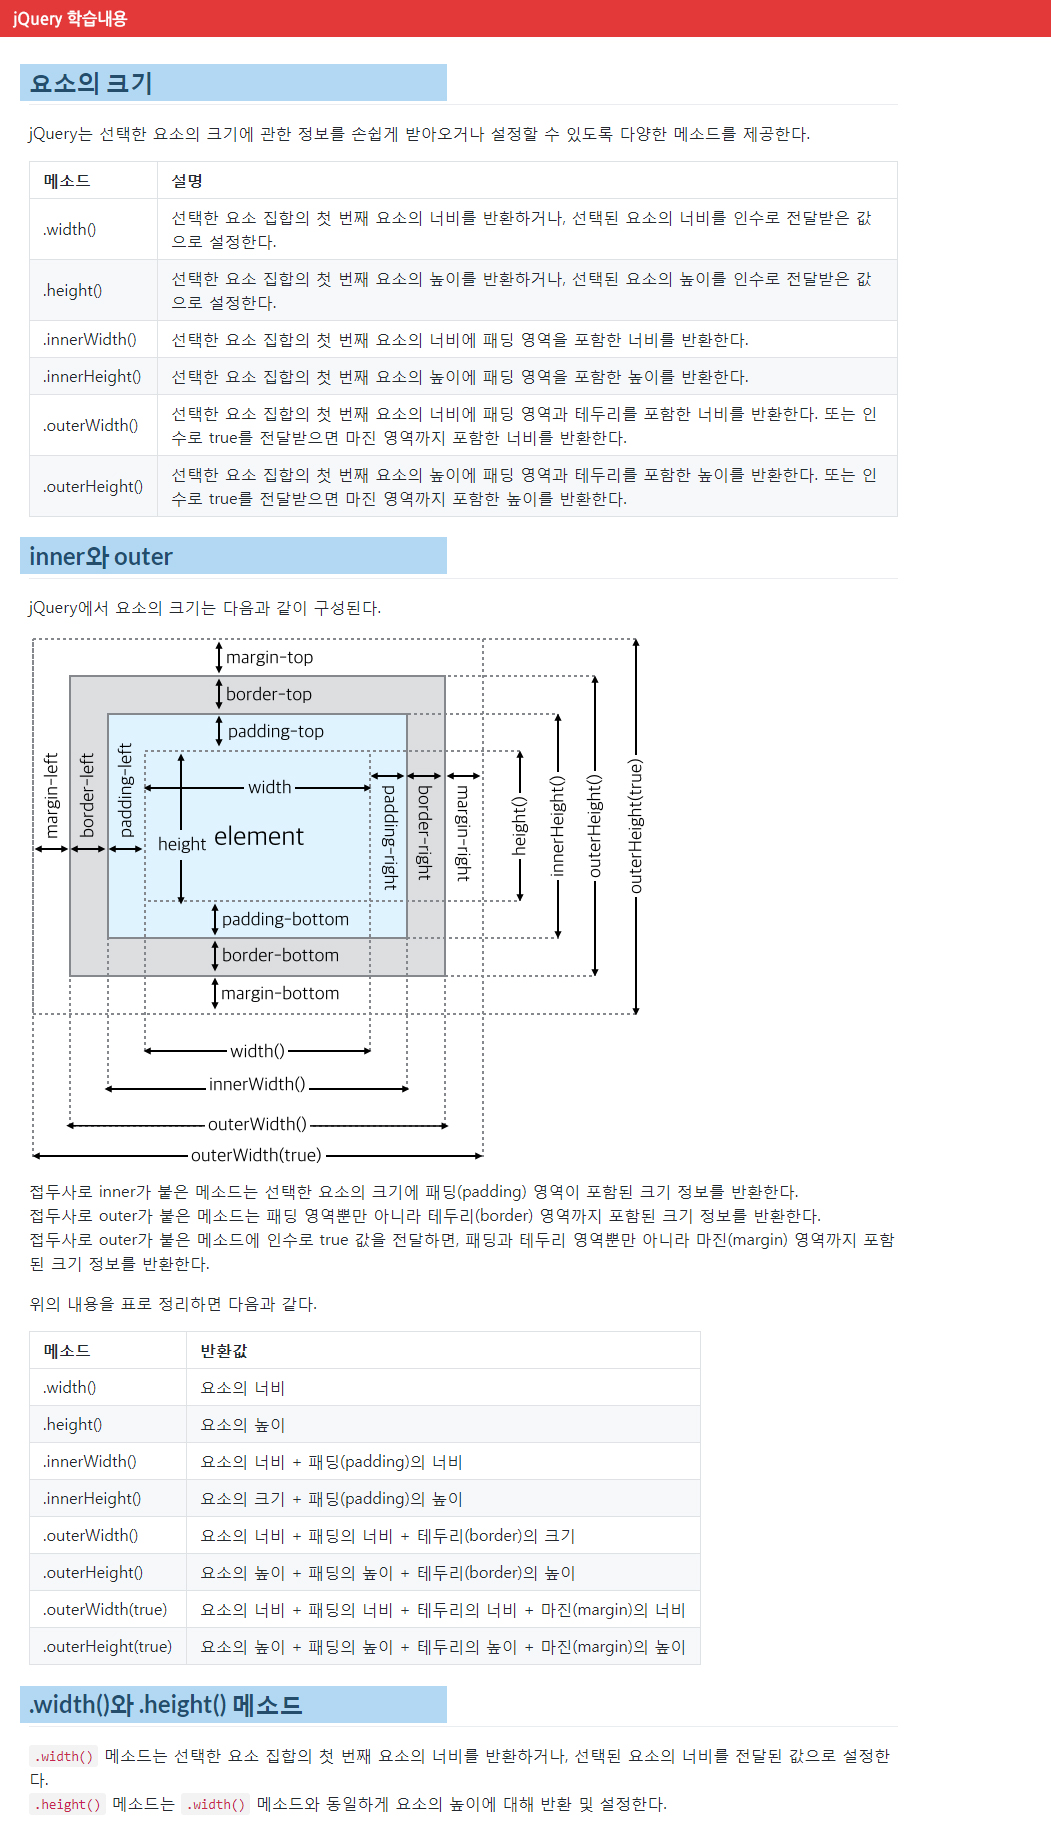 jQuery 학습내용
요소의 크기
jQuery는 선택한 요소의 크기에 관한 정보를 손쉽게 받아오거나 설정할 수 있도록 다양한 메소드를 제공한다.
메소드 설명
.width() 선택한 요소 집합의 첫 번째 요소의 너비를 반환하거나, 선택된 요소의 너비를 인수로 전달받은 값
으로 설정한다.
.height() 선택한 요소 집합의 첫 번째 요소의 높이를 반환하거나, 선택된 요소의 높이를 인수로 전달받은 값
으로 설정한다.
.innerWidth() 선택한 요소 집합의 첫 번째 요소의 너비에 패딩 영역을 포함한 너비를 반환한다.
.innerHeight() 선택한 요소 집합의 첫 번째 요소의 높이에 패딩 영역을 포함한 높이를 반환한다.
.outerWidth() 선택한 요소 집합의 첫 번째 요소의 너비에 패딩 영역과 테두리를 포함한 너비를 반환한다. 또는 인
수로 true를 전달받으면 마진 영역까지 포함한 너비를 반환한다.
.outerHeight() 선택한 요소 집합의 첫 번째 요소의 높이에 패딩 영역과 테두리를 포함한 높이를 반환한다. 또는 인
수로 true를 전달받으면 마진 영역까지 포함한 높이를 반환한다.
inner와 outer
jQuery에서 요소의 크기는 다음과 같이 구성된다.
margin-top
border-top
padding-top
margin-left
border-left
padding-left
width
height
element
padding-right
border-right
margin-right
height()
innerHeight()
outerHeight()
outerHeight(true)
padding-bottom
border-bottom
margin-bottom
width()
innerWidth()
outerWidth()
outerWidth(true)
접두사로 inner가 붙은 메소드는 선택한 요소의 크기에 패딩(padding) 영역이 포함된 크기 정보를 반환한다.
접두사로 outer가 붙은 메소드는 패딩 영역뿐만 아니라 테두리(border) 영역까지 포함된 크기 정보를 반환한다.
접두사로 outer가 붙은 메소드에 인수로 true 값을 전달하면, 패딩과 테두리 영역뿐만 아니라 마진(margin) 영역까지 포함
된 크기 정보를 반환한다.
위의 내용을 표로 정리하면 다음과 같다.
메소드 반환값
.width() 요소의 너비
.height() 요소의 높이
.innerWidth() 요소의 너비 + 패딩(padding)의 너비
.innerHeight() 요소의 크기 + 패딩(padding)의 높이
.outerWidth() 요소의 너비 + 패딩의 너비 + 테두리(border)의 크기
.outerHeight() 요소의 높이 + 패딩의 높이 + 테두리(border)의 높이
.outerWidth(true) 요소의 너비 + 패딩의 너비 + 테두리의 너비 + 마진(margin)의 너비
.outerHeight(true) 요소의 높이 + 패딩의 높이 + 테두리의 높이 + 마진(margin)의 높이
.width()와 .height() 메소드
.width() 메소드는 선택한 요소 집합의 첫 번째 요소의 너비를 반환하거나, 선택된 요소의 너비를 전달된 값으로 설정한
다.
.height() 메소드는 .width() 메소드와 동일하게 요소의 높이에 대해 반환 및 설정한다.